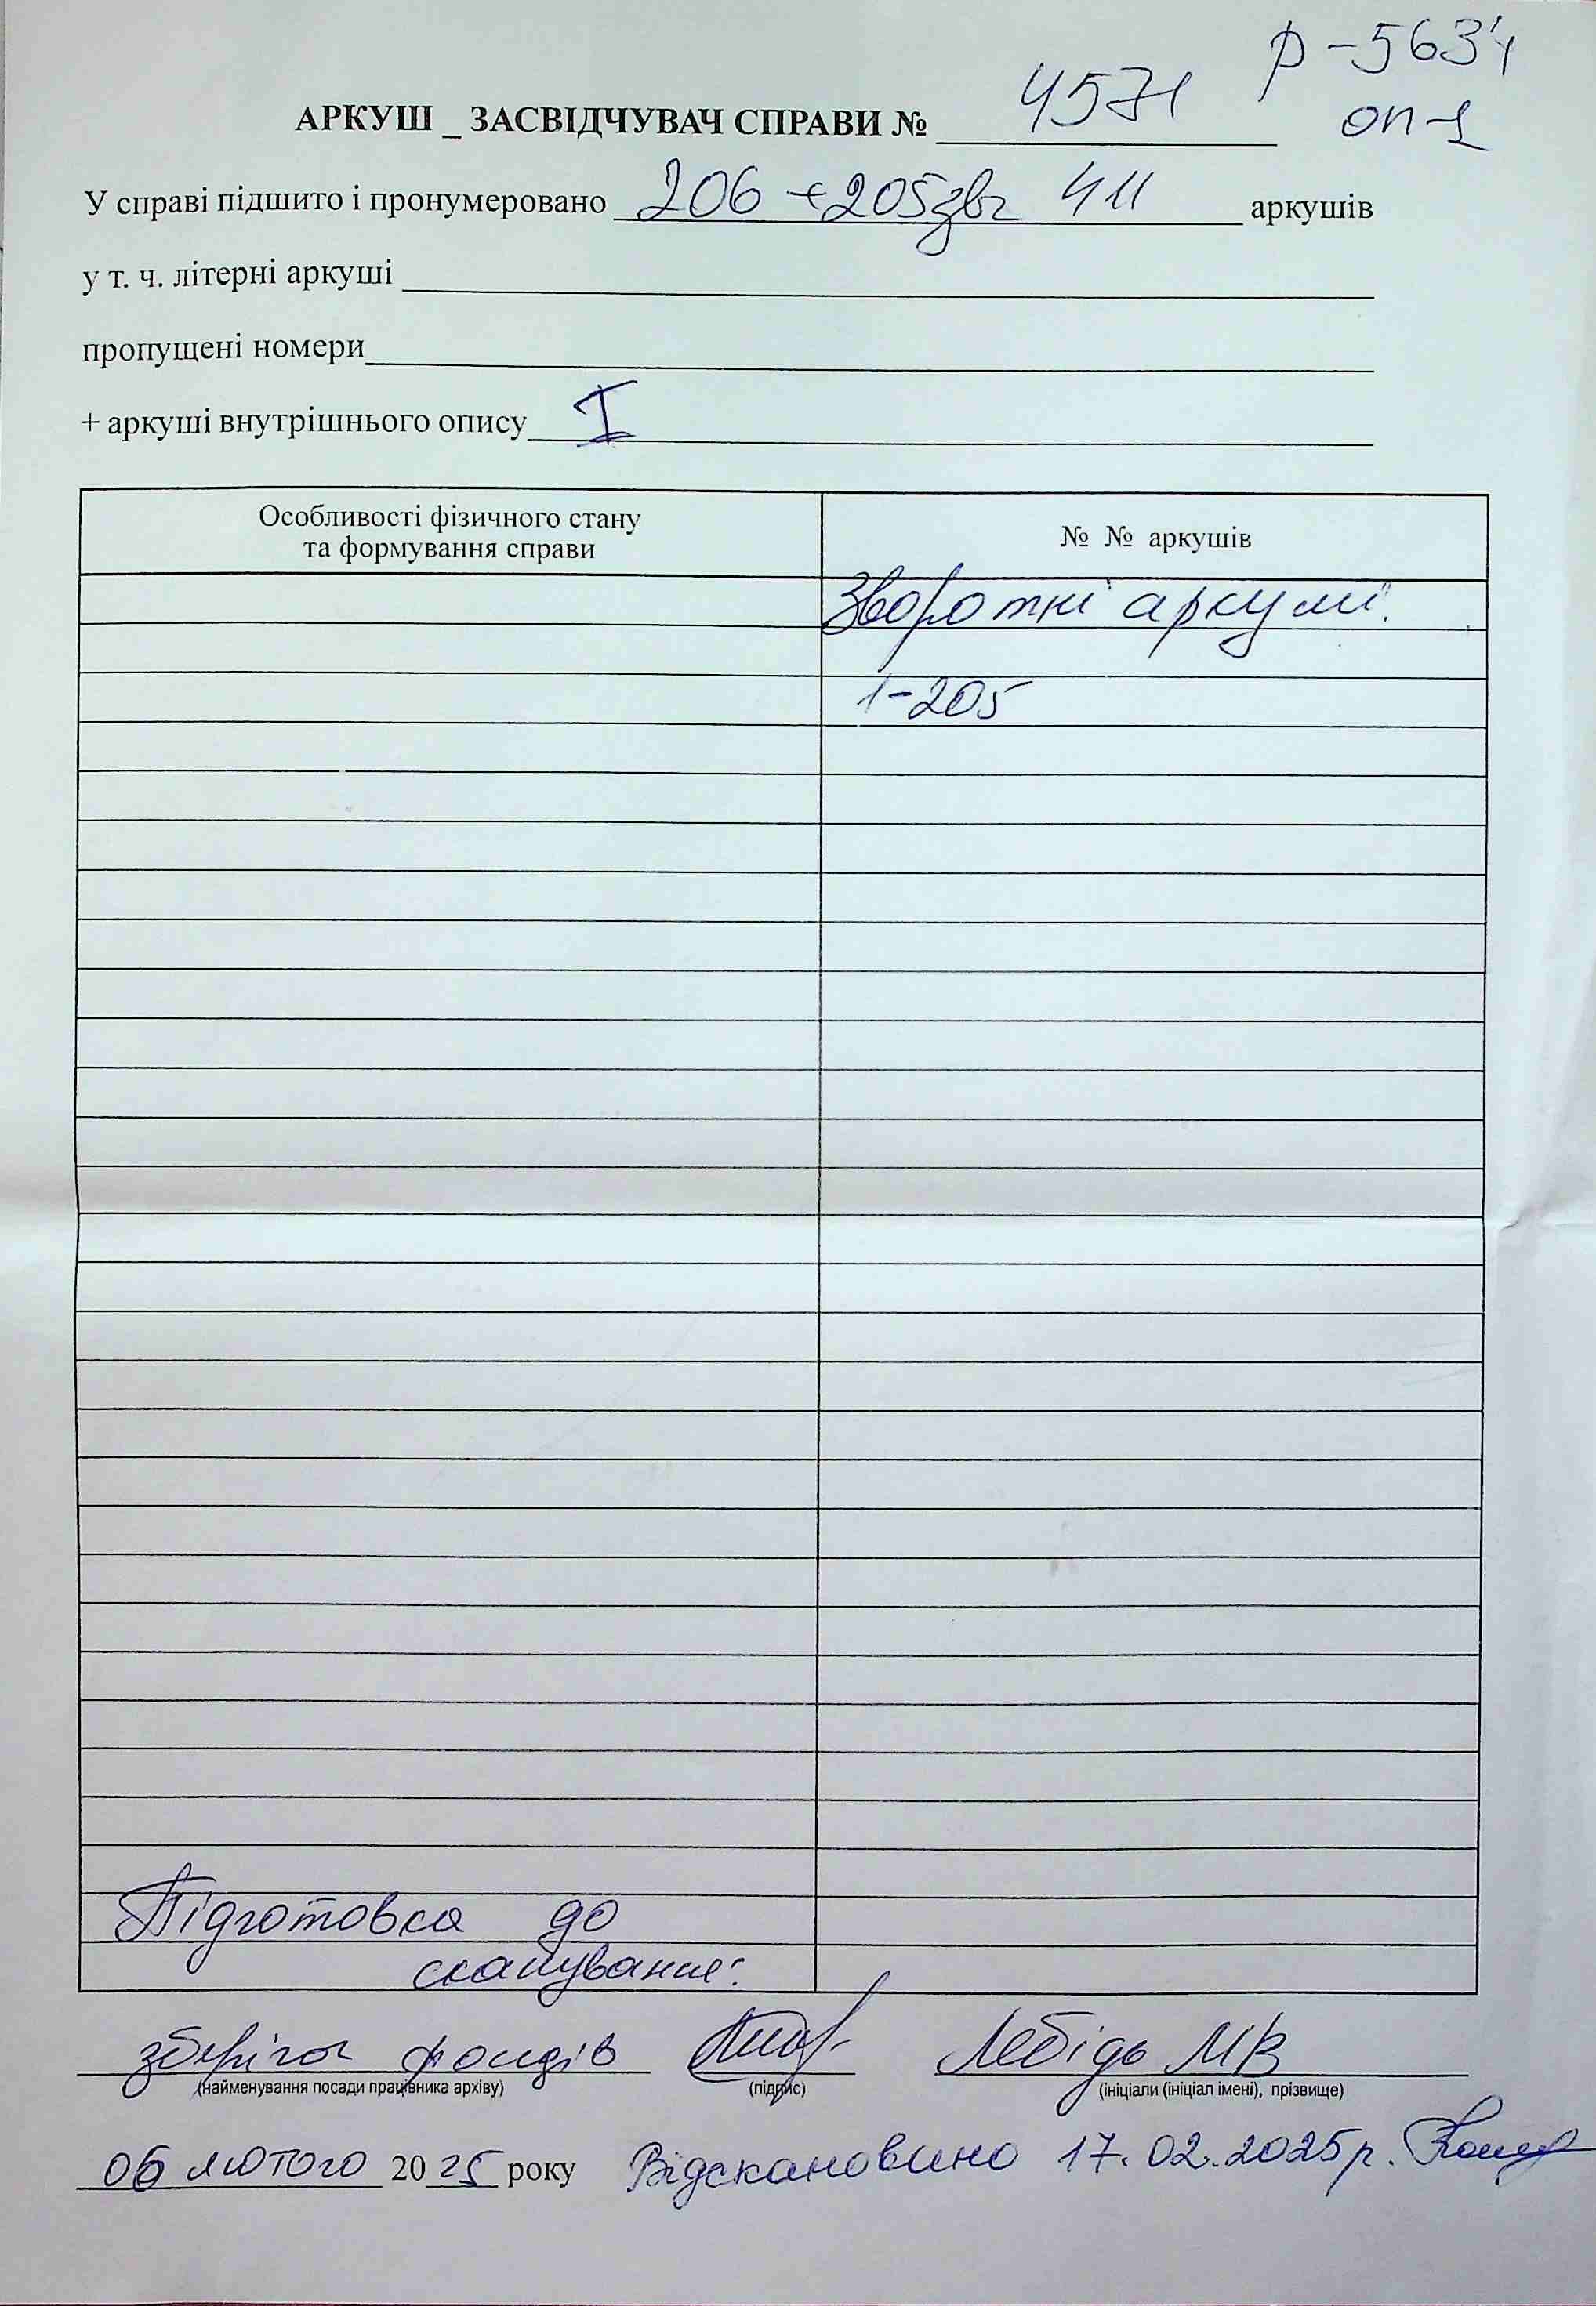 р-5634
оп-1
АРКУШ _ ЗАСВІДЧУВАЧ СПРАВИ № 4571
У справі підшито і пронумеровано 206 +205зв 411 аркушів
у т. ч. літерні аркуші
пропущені номери
+ аркуші внутрішнього опису I
Особливості фізичного стану
та формування справи
№ № аркушів
Зворотні аркуші:
1-205
Підготовка до
сканування:
зберігач фондів Лебідь МВ
(найменування посади працівника архіву) (підпис) (ініціали (ініціал імені), прізвище)
06 лютого 2025 року Відскановано 17.02.2025р.